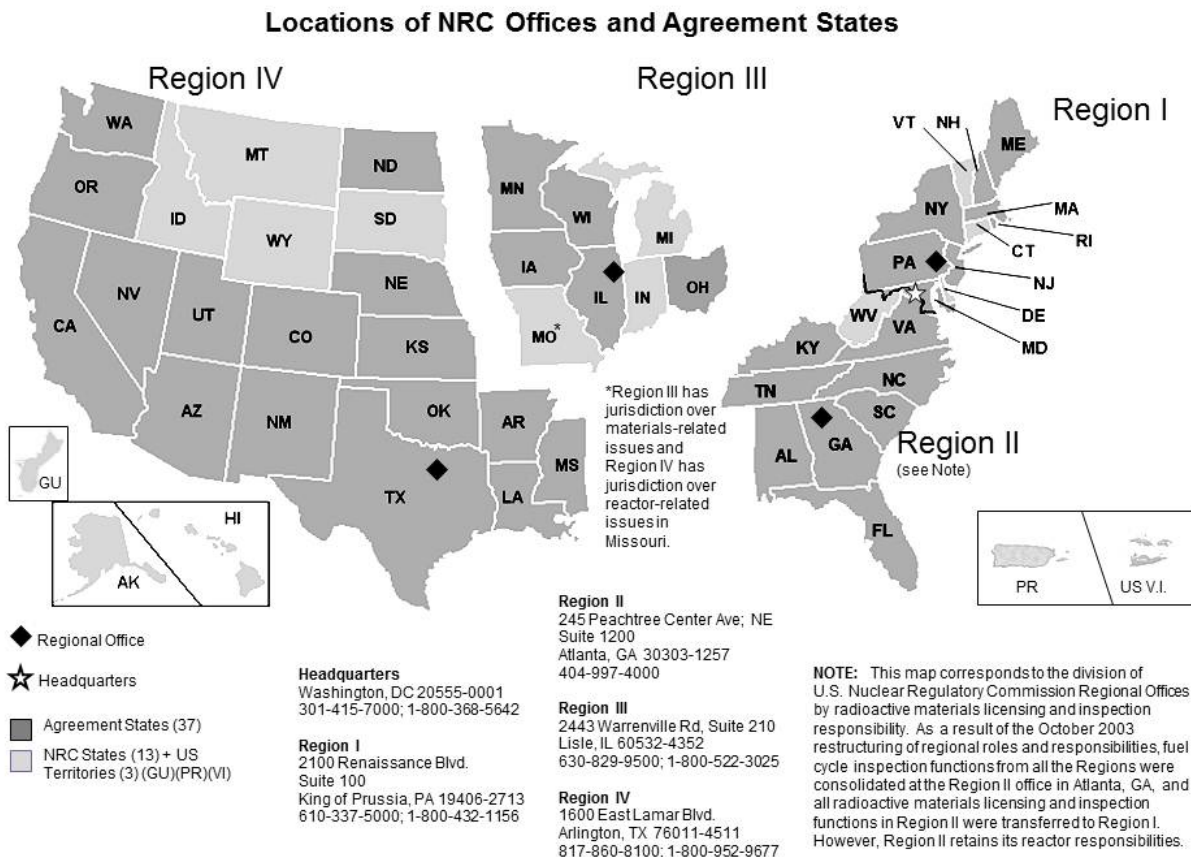 Locations of NRC Offices and Agreement States
Region IV
Region III
Region I
WA
MT
ND
OR
ID
SD
WY
NE
NV
UT
CO
KS
CA
AZ
NM
OK
TX
AR
LA
MS
MN
WI
MI
IA
IL
IN
OH
MO*
VT
NH
ME
NY
MA
RI
CT
PA
NJ
DE
MD
WV
VA
KY
TN
NC
SC
AL
GA
FL
Region II
(see Note)
*Region III has
jurisdiction over
materials-related
issues and
Region IV has
jurisdiction over
reactor-related
issues in
Missouri.
GU
AK
HI
PR
US V.I.
Regional Office
Headquarters
Agreement States (37)
NRC States (13) + US
Territories (3) (GU)(PR)(VI)
Headquarters
Washington, DC 20555-0001
301-415-7000; 1-800-368-5642
Region I
2100 Renaissance Blvd.
Suite 100
King of Prussia, PA 19406-2713
610-337-5000; 1-800-432-1156
Region II
245 Peachtree Center Ave; NE
Suite 1200
Atlanta, GA 30303-1257
404-997-4000
Region III
2443 Warrenville Rd, Suite 210
Lisle, IL 60532-4352
630-829-9500; 1-800-522-3025
Region IV
1600 East Lamar Blvd.
Arlington, TX 76011-4511
817-860-8100; 1-800-952-9677
NOTE: This map corresponds to the division of
U.S. Nuclear Regulatory Commission Regional Offices
by radioactive materials licensing and inspection
responsibility. As a result of the October 2003
restructuring of regional roles and responsibilities, fuel
cycle inspection functions from all the Regions were
consolidated at the Region II office in Atlanta, GA, and
all radioactive materials licensing and inspection
functions in Region II were transferred to Region I.
However, Region II retains its reactor responsibilities.